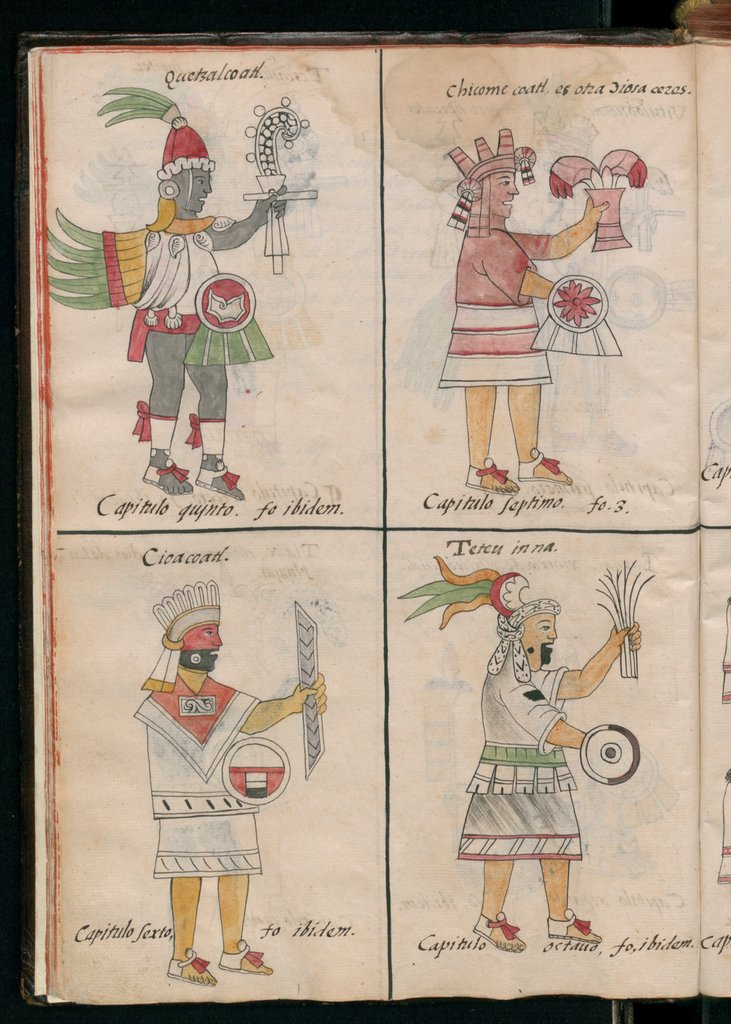 Quetzalcoatl.
Capitulo quinto. fo ibidem.
Chicome coatl, es otra Diosa ceres.
Capitulo septimo. fo. 3.
Cioacoatl.
Capitulo sexto, fo ibidem.
Teteu inna.
Capitulo octavo, fo, ibidem.
Cap
Cap